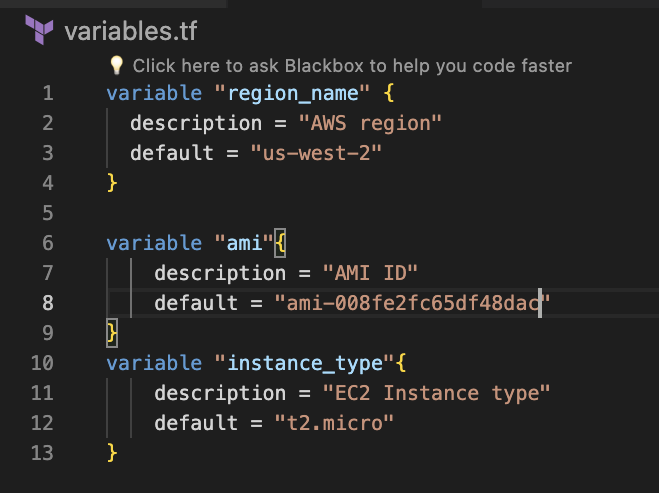 variables.tf
Click here to ask Blackbox to help you code faster
1 variable "region_name" {
2 description = "AWS region"
3 default = "us-west-2"
4 }
5
6 variable "ami"{
7 description = "AMI ID"
8 default = "ami-008fe2fc65df48dac"
9 }
10 variable "instance_type"{
11 description = "EC2 Instance type"
12 default = "t2.micro"
13 }